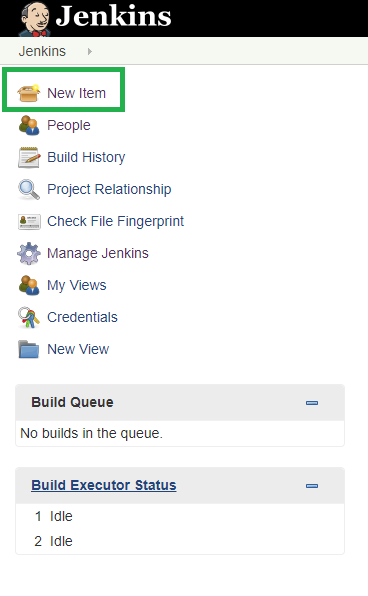 Jenkins
Jenkins
New Item
People
Build History
Project Relationship
Check File Fingerprint
Manage Jenkins
My Views
Credentials
New View
Build Queue
No builds in the queue.
Build Executor Status
1 Idle
2 Idle